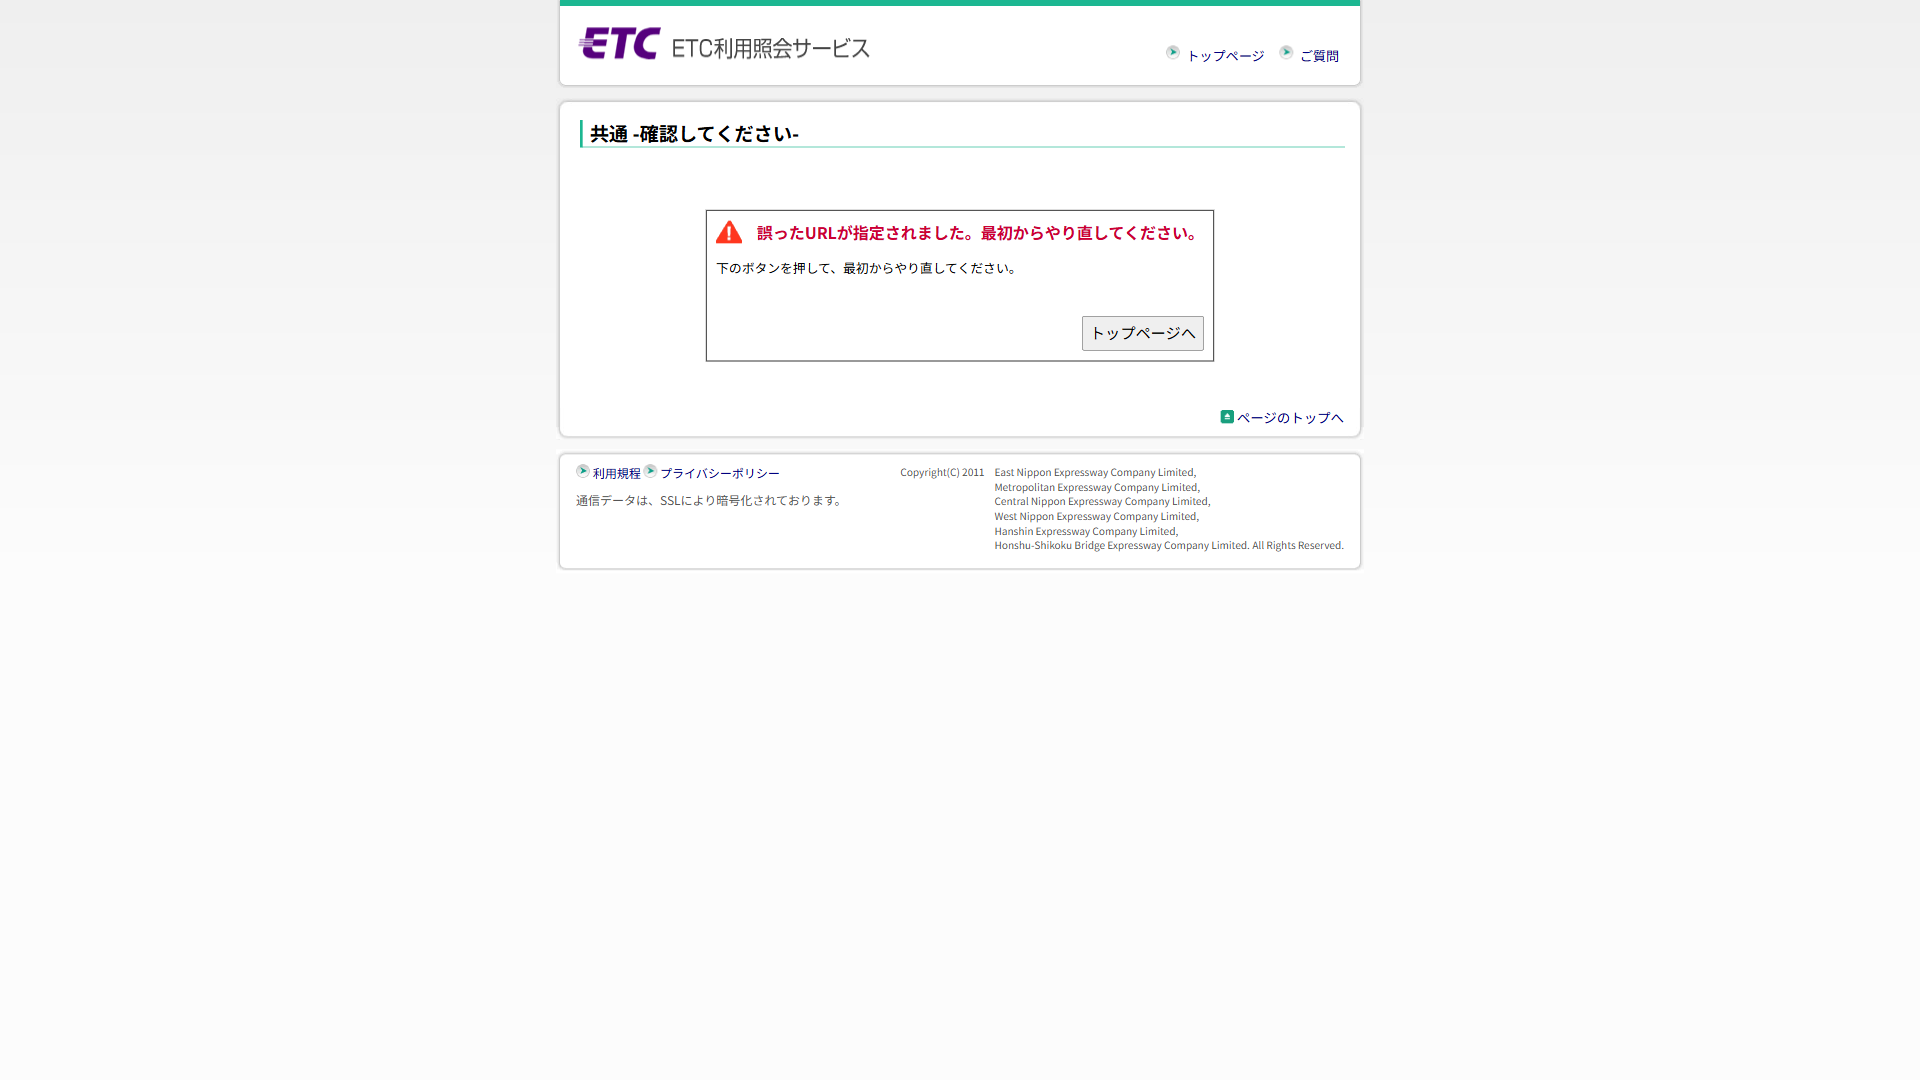 ETC ETC利用照会サービス
トップページ ご質問
共通 -確認してください-
誤ったURLが指定されました。最初からやり直してください。
下のボタンを押して、最初からやり直してください。
トップページへ
ページのトップへ
利用規程 プライバシーポリシー
通信データは、SSLにより暗号化されております。
Copyright(C) 2011 East Nippon Expressway Company Limited,
Metropolitan Expressway Company Limited,
Central Nippon Expressway Company Limited,
West Nippon Expressway Company Limited,
Hanshin Expressway Company Limited,
Honshu-Shikoku Bridge Expressway Company Limited. All Rights Reserved.